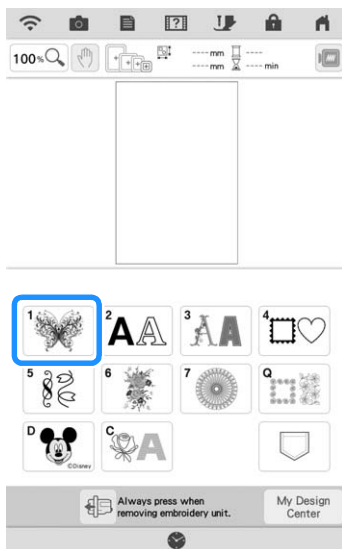 ?
100%
----mm ----
----mm ---- min
1
2 AA
3 AA
4
5
6
7
Q
D
©Disney
C A
Always press when
removing embroidery unit.
My Design
Center